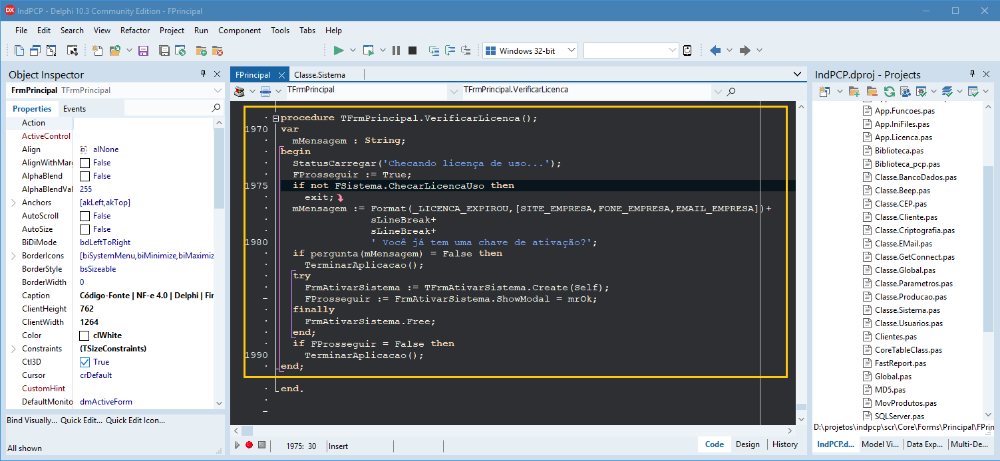 IndPCP - Delphi 10.3 Community Edition - FPrincipal
File Edit Search View Refactor Project Run Component Tools Tabs Help
Windows 32-bit
Object Inspector
FrmPrincipal TFrmPrincipal
Properties Events
Action
ActiveControl
Align alNone
AlignWithMarg False
AlphaBlend False
AlphaBlendVal 255
Anchors [akLeft,akTop]
AutoScroll False
AutoSize False
BiDiMode bdLeftToRight
BorderIcons [biSystemMenu,biMinimize,biMaximiz
BorderStyle bsSizeable
BorderWidth 0
Caption Código-Fonte | NF-e 4.0 | Delphi | Fir
ClientHeight 762
ClientWidth 1264
Color clWhite
Constraints (TSizeConstraints)
Ctl3D True
Cursor crDefault
CustomHint
DefaultMonito dmActiveForm
Bind Visually... Quick Edit... Quick Edit Icon...
All shown
FPrincipal Classe.Sistema
TFrmPrincipal TFrmPrincipal.VerificarLicenca
procedure TFrmPrincipal.VerificarLicenca();
1970 var
mMensagem : String;
begin
StatusCarregar('Checando licença de uso...');
FProsseguir := True;
1975 if not FSistema.ChecarLicencaUso then
exit;
mMensagem := Format(_LICENCA_EXPIROU,[SITE_EMPRESA,FONE_EMPRESA,EMAIL_EMPRESA])+
sLineBreak+
sLineBreak+
1980 ' Você já tem uma chave de ativação?';
if pergunta(mMensagem) = False then
TerminarAplicacao();
try
FrmAtivarSistema := TFrmAtivarSistema.Create(Self);
FProsseguir := FrmAtivarSistema.ShowModal = mrOk;
finally
FrmAtivarSistema.Free;
end;
if FProsseguir = False then
1990 TerminarAplicacao();
end;
end.
1975: 30 Insert
Code Design History
IndPCP.dproj - Projects
App.Funcoes.pas
App.IniFiles.pas
App.Licenca.pas
Biblioteca.pas
Biblioteca_pcp.pas
Classe.BancoDados.pas
Classe.Beep.pas
Classe.CEP.pas
Classe.Cliente.pas
Classe.Criptografia.pas
Classe.EMail.pas
Classe.GetConnect.pas
Classe.Global.pas
Classe.Parametros.pas
Classe.Producao.pas
Classe.Sistema.pas
Classe.Usuarios.pas
Clientes.pas
CoreTableClass.pas
FastReport.pas
Global.pas
MD5.pas
MovProdutos.pas
SQLServer.pas
D:\projetos\indpcp\scr\Core\Forms\Principal\FPrin
IndPCP.d... Model Vi... Data Exp... Multi-De...